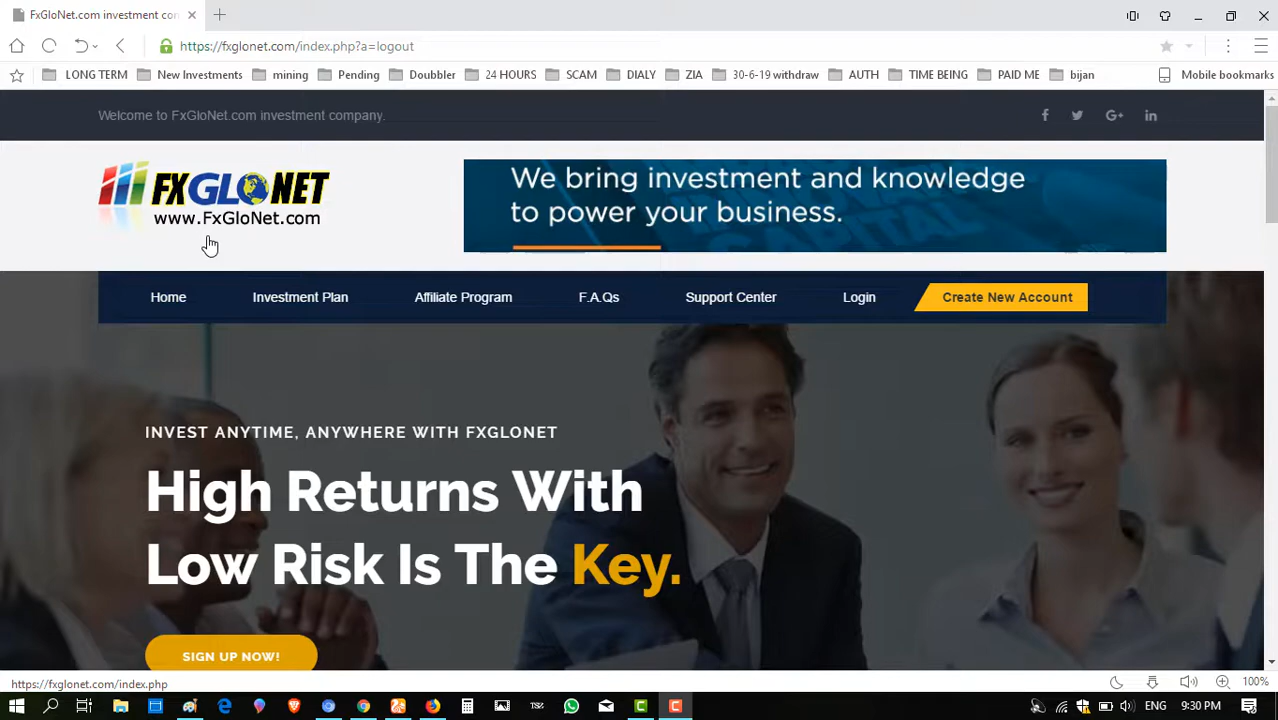 FxGloNet.com investment con
https://fxglonet.com/index.php?a=logout
LONG TERM New Investments mining Pending Doubbler 24 HOURS SCAM DIALY ZIA 30-6-19 withdraw AUTH TIME BEING PAID ME bijan Mobile bookmarks
Welcome to FxGloNet.com investment company.
FXGLONET
www.FxGloNet.com
We bring investment and knowledge
to power your business.
Home Investment Plan Affiliate Program F.A.Qs Support Center Login Create New Account
INVEST ANYTIME, ANYWHERE WITH FXGLONET
High Returns With
Low Risk Is The Key.
SIGN UP NOW!
https://fxglonet.com/index.php
100%
ENG 9:30 PM